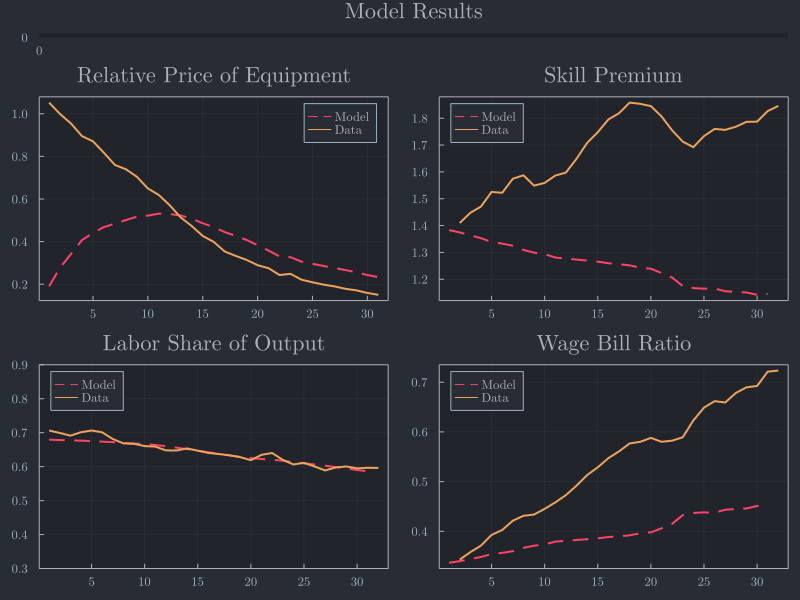 Model Results
0
0
Relative Price of Equipment
1.0
0.8
0.6
0.4
0.2
5 10 15 20 25 30
Model
Data
Skill Premium
1.8
1.7
1.6
1.5
1.4
1.3
1.2
5 10 15 20 25 30
Model
Data
Labor Share of Output
0.9
0.8
0.7
0.6
0.5
0.4
0.3
5 10 15 20 25 30
Model
Data
Wage Bill Ratio
0.7
0.6
0.5
0.4
5 10 15 20 25 30
Model
Data